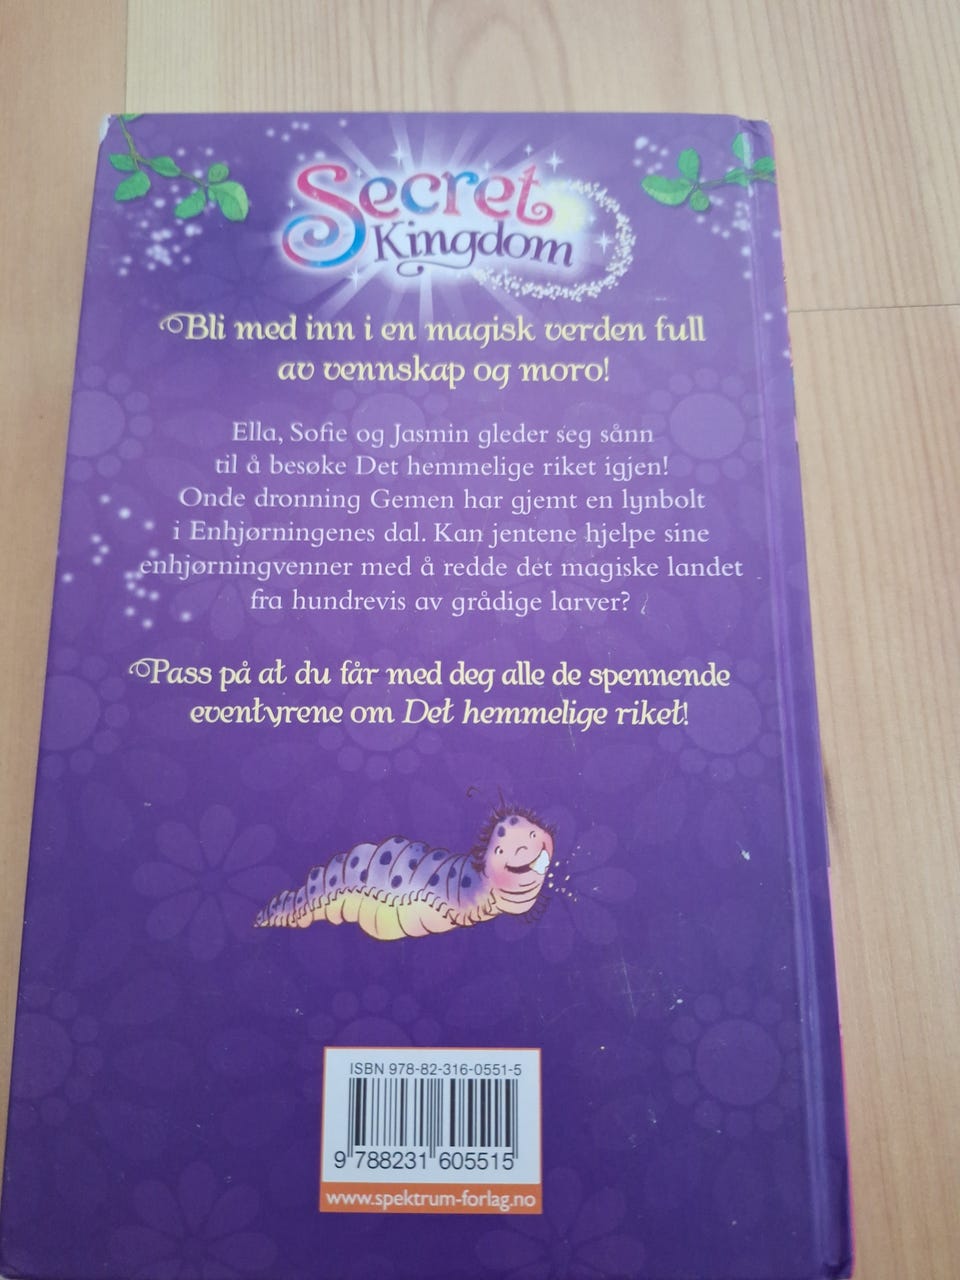 Secret
Kingdom
Bli med inn i en magisk verden full
av vennskap og moro!
Ella, Sofie og Jasmin gleder seg sånn
til å besøke Det hemmelige riket igjen!
Onde dronning Gemen har gjemt en lynbolt
i Enhjørningenes dal. Kan jentene hjelpe sine
enhjørningvenner med å redde det magiske landet
fra hundrevis av grådige larver?
Pass på at du får med deg alle de spennende
eventyrene om Det hemmelige riket!
ISBN 978-82-316-0551-5
9 788231 605515
www.spektrum-forlag.no